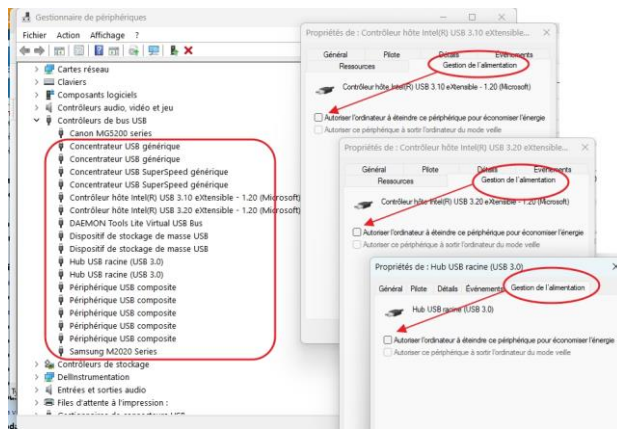 Gestionnaire de périphériques
Fichier Action Affichage ?
Cartes réseau
Claviers
Composants logiciels
Contrôleurs audio, vidéo et jeu
Contrôleurs de bus USB
Canon MG5200 series
Concentrateur USB générique
Concentrateur USB générique
Concentrateur USB SuperSpeed générique
Concentrateur USB SuperSpeed générique
Contrôleur hôte Intel(R) USB 3.10 eXtensible - 1.20 (Microsoft)
Contrôleur hôte Intel(R) USB 3.20 eXtensible - 1.20 (Microsoft)
DAEMON Tools Lite Virtual USB Bus
Dispositif de stockage de masse USB
Dispositif de stockage de masse USB
Hub USB racine (USB 3.0)
Hub USB racine (USB 3.0)
Périphérique USB composite
Périphérique USB composite
Périphérique USB composite
Périphérique USB composite
Périphérique USB composite
Samsung M2020 Series
Contrôleurs de stockage
DellInstrumentation
Entrées et sorties audio
Files d'attente à l'impression :
Propriétés de : Contrôleur hôte Intel(R) USB 3.10 eXtensible...
Général Pilote Détails Événements
Ressources Gestion de l'alimentation
Contrôleur hôte Intel(R) USB 3.10 eXtensible - 1.20 (Microsoft)
Autoriser l'ordinateur à éteindre ce périphérique pour économiser l'énergie
Autoriser ce périphérique à sortir l'ordinateur du mode veille
Propriétés de : Contrôleur hôte Intel(R) USB 3.20 eXtensible...
Général Pilote Détails Événements
Ressources Gestion de l'alimentation
Contrôleur hôte Intel(R) USB 3.20 eXtensible - 1.20 (Microsoft)
Autoriser l'ordinateur à éteindre ce périphérique pour économiser l'énergie
Autoriser ce périphérique à sortir l'ordinateur du mode veille
Propriétés de : Hub USB racine (USB 3.0)
Général Pilote Détails Événements Gestion de l'alimentation
Hub USB racine (USB 3.0)
Autoriser l'ordinateur à éteindre ce périphérique pour économiser l'énergie
Autoriser ce périphérique à sortir l'ordinateur du mode veille